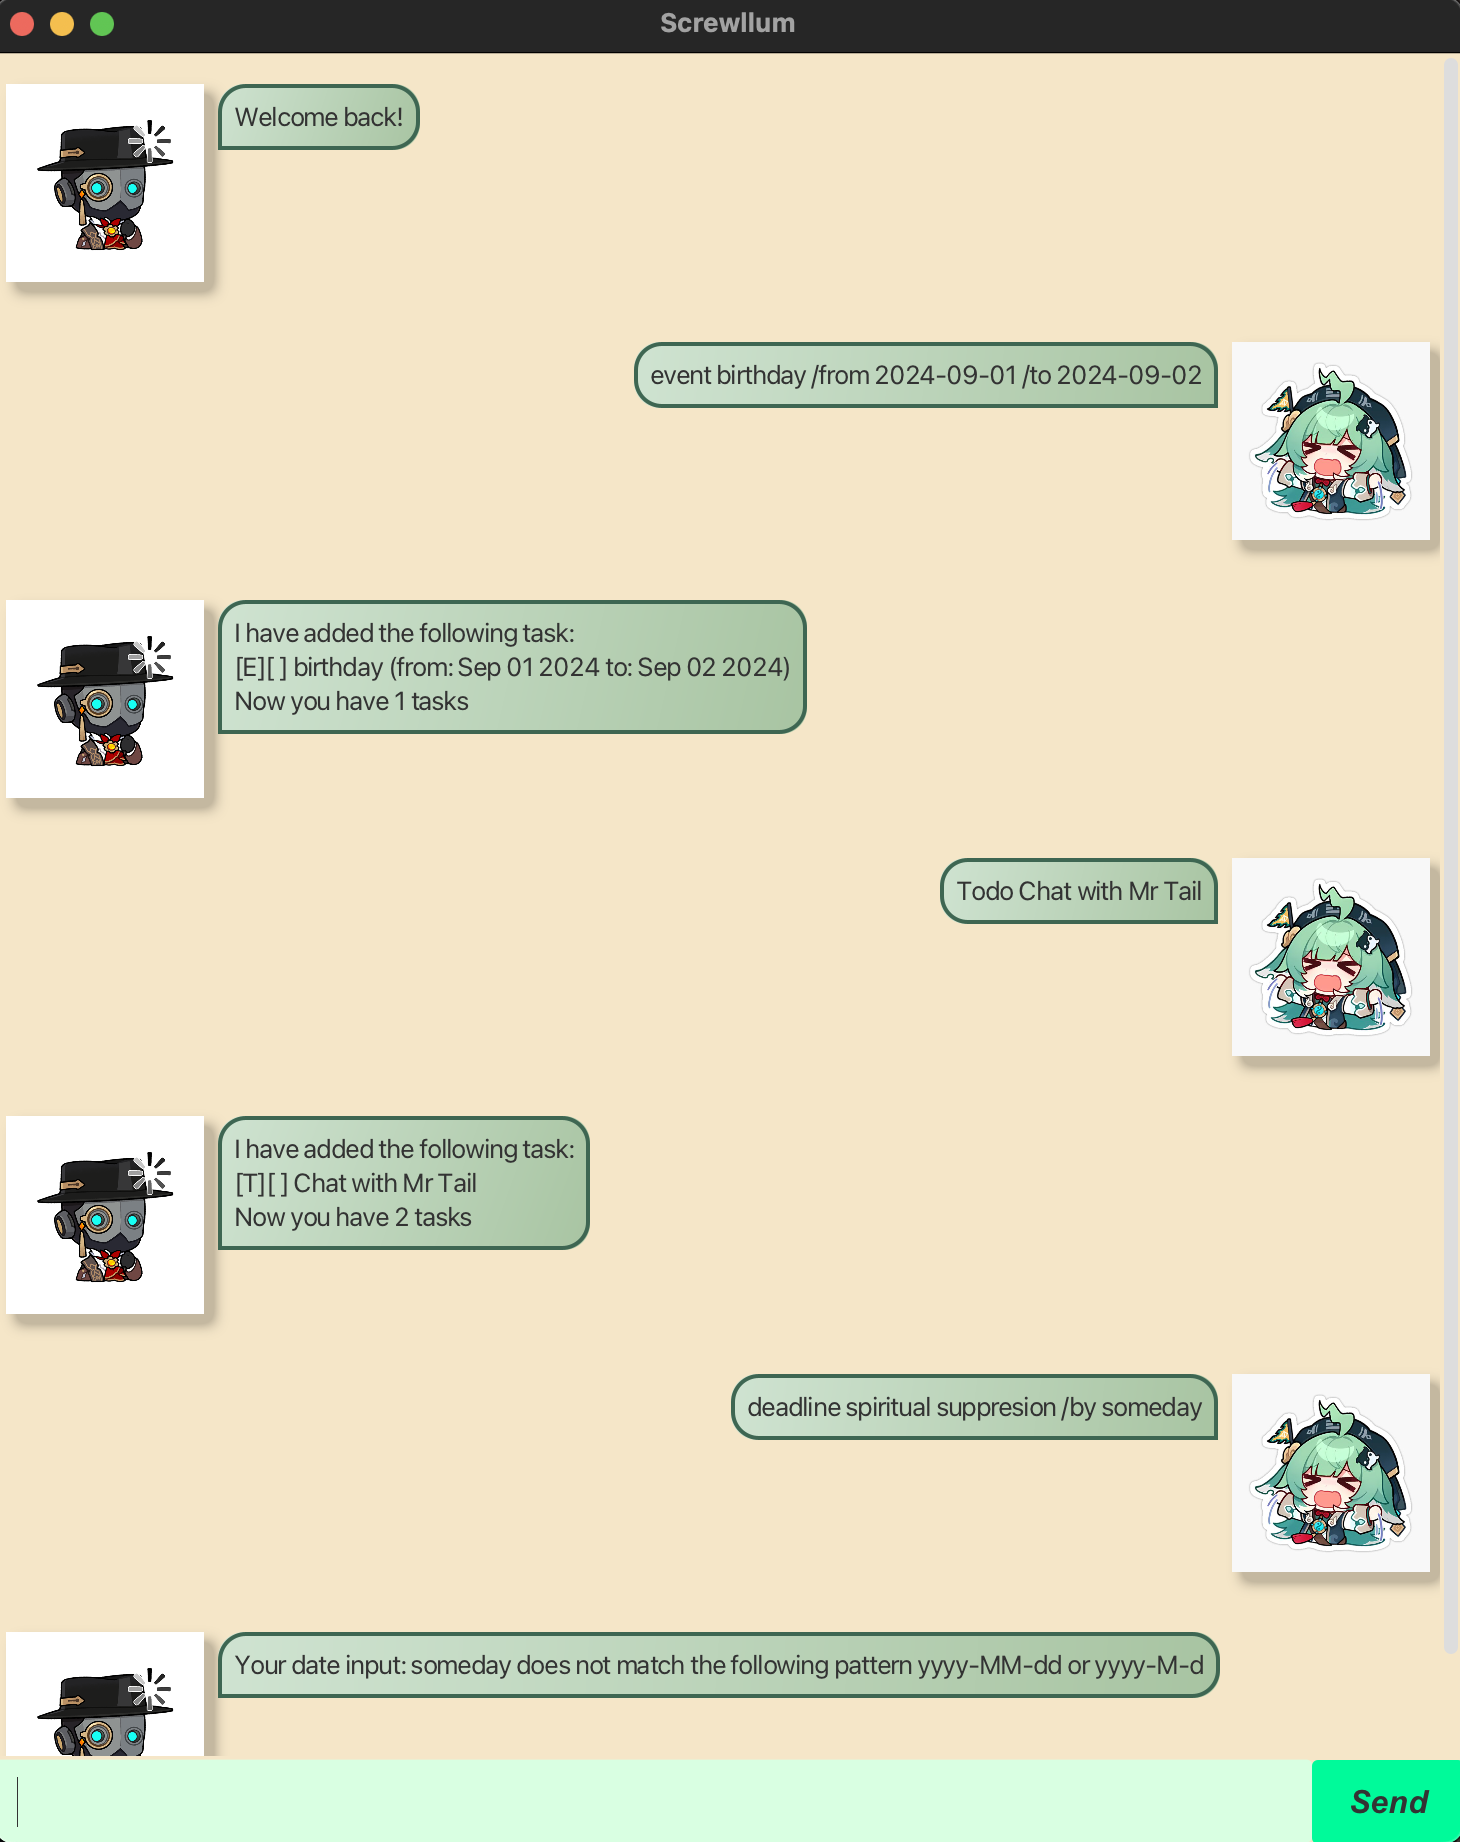 Screwllum
Welcome back!
event birthday /from 2024-09-01 /to 2024-09-02
I have added the following task:
[E][ ] birthday (from: Sep 01 2024 to: Sep 02 2024)
Now you have 1 tasks
Todo Chat with Mr Tail
I have added the following task:
[T][ ] Chat with Mr Tail
Now you have 2 tasks
deadline spiritual suppresion /by someday
Your date input: someday does not match the following pattern yyyy-MM-dd or yyyy-M-d
Send